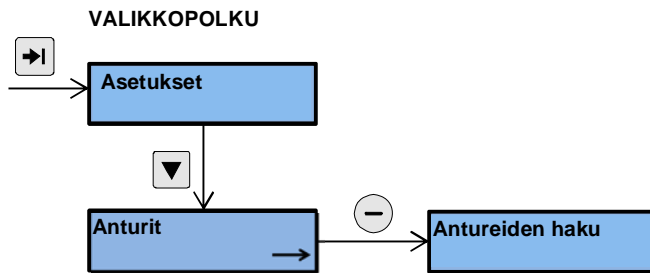 VALIKKOPOLKU
Asetukset
Anturit
Antureiden haku